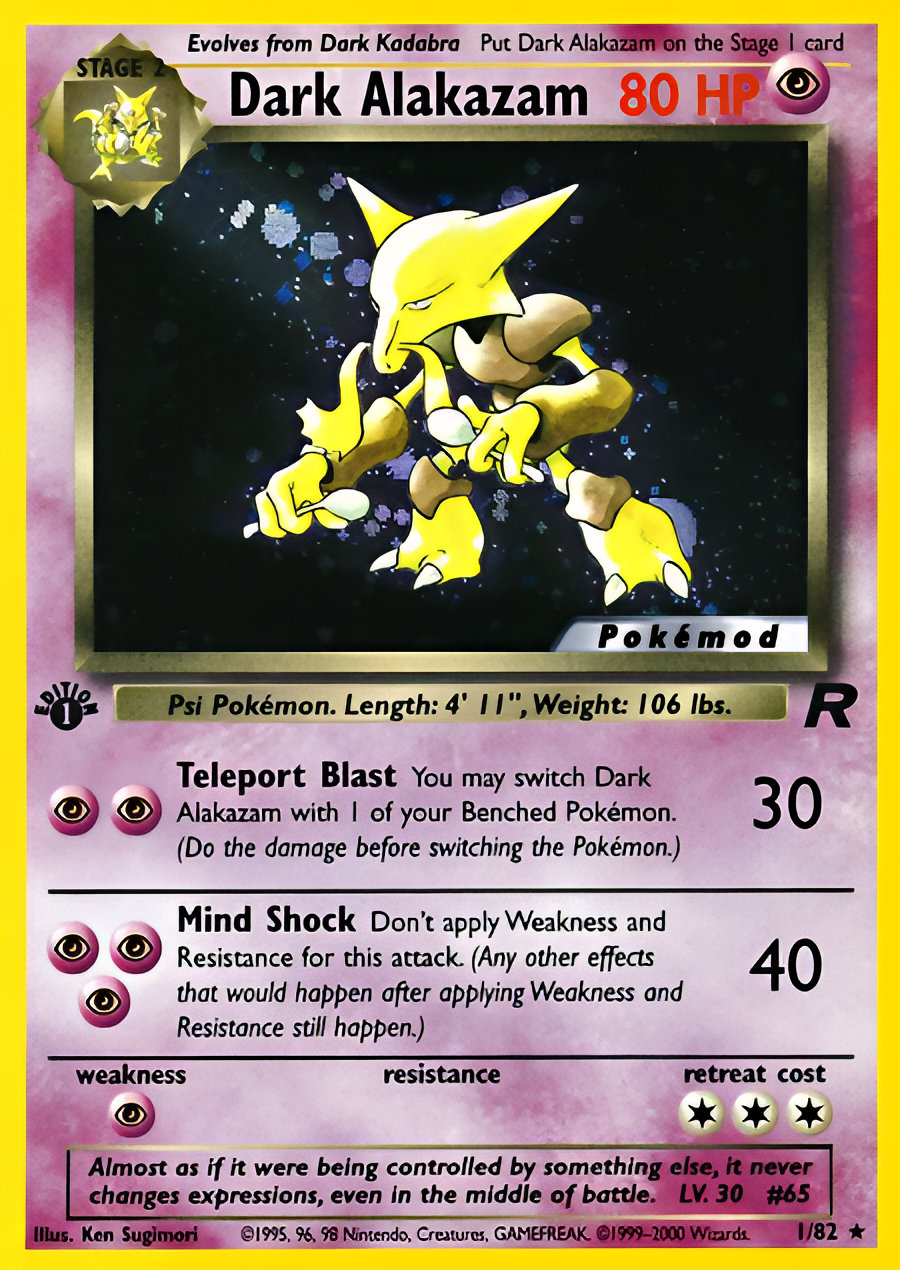 Evolves from Dark Kadabra Put Dark Alakazam on the Stage 1 card
STAGE 2
Dark Alakazam 80 HP
Pokémod
EDITION
1
Psi Pokémon. Length: 4' 11", Weight: 106 lbs.
R
Teleport Blast You may switch Dark
Alakazam with 1 of your Benched Pokémon.
(Do the damage before switching the Pokémon.)
30
Mind Shock Don't apply Weakness and
Resistance for this attack. (Any other effects
that would happen after applying Weakness and
Resistance still happen.)
40
weakness resistance retreat cost
Almost as if it were being controlled by something else, it never
changes expressions, even in the middle of battle. LV. 30 #65
Illus. Ken Sugimori ©1995, 96, 98 Nintendo, Creatures, GAMEFREAK. ©1999–2000 Wizards. 1/82 ★